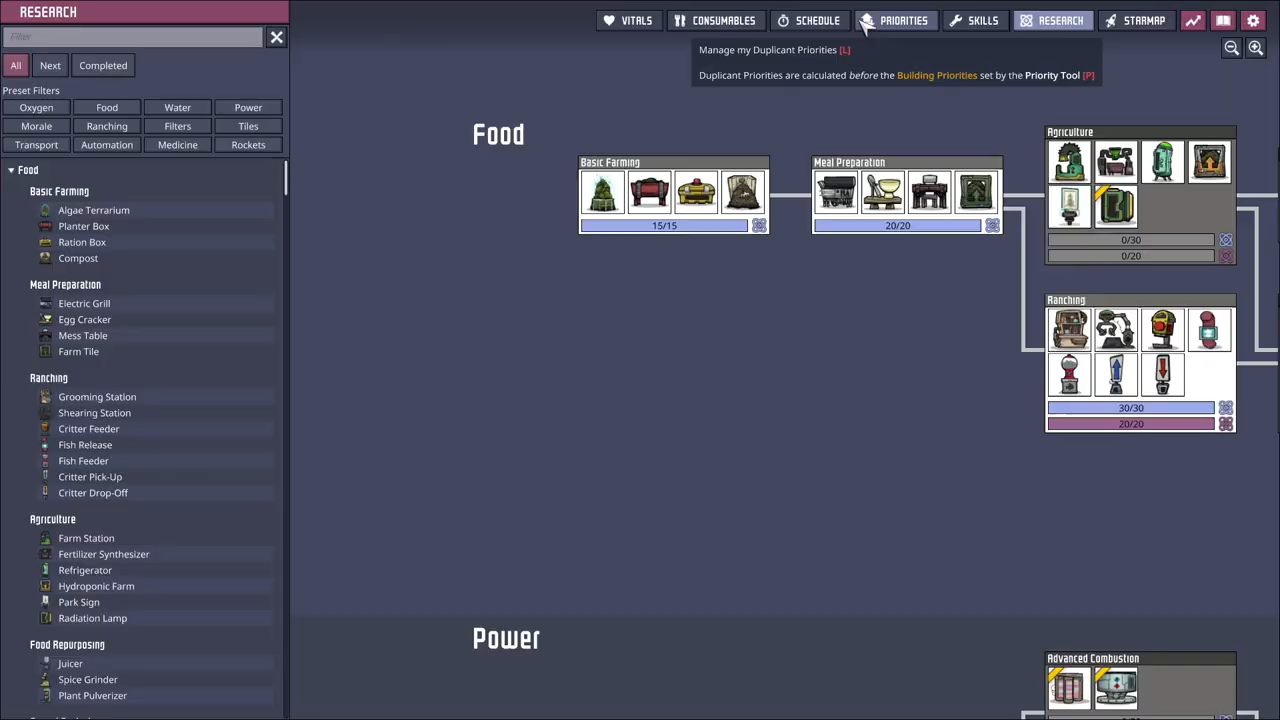 RESEARCH
VITALS
CONSUMABLES
SCHEDULE
PRIORITIES
SKILLS
RESEARCH
STARMAP
Filter
Manage my Duplicant Priorities [L]
Duplicant Priorities are calculated before the Building Priorities set by the Priority Tool [P]
All
Next
Completed
Preset Filters
Oxygen
Food
Water
Power
Morale
Ranching
Filters
Tiles
Transport
Automation
Medicine
Rockets
Food
Basic Farming
Algae Terrarium
Planter Box
Ration Box
Compost
Meal Preparation
Electric Grill
Egg Cracker
Mess Table
Farm Tile
Ranching
Grooming Station
Shearing Station
Critter Feeder
Fish Release
Fish Feeder
Critter Pick-Up
Critter Drop-Off
Agriculture
Farm Station
Fertilizer Synthesizer
Refrigerator
Hydroponic Farm
Park Sign
Radiation Lamp
Food Repurposing
Juicer
Spice Grinder
Plant Pulverizer
Food
Basic Farming
15/15
Meal Preparation
20/20
Agriculture
0/30
0/20
Ranching
30/30
20/20
Power
Advanced Combustion